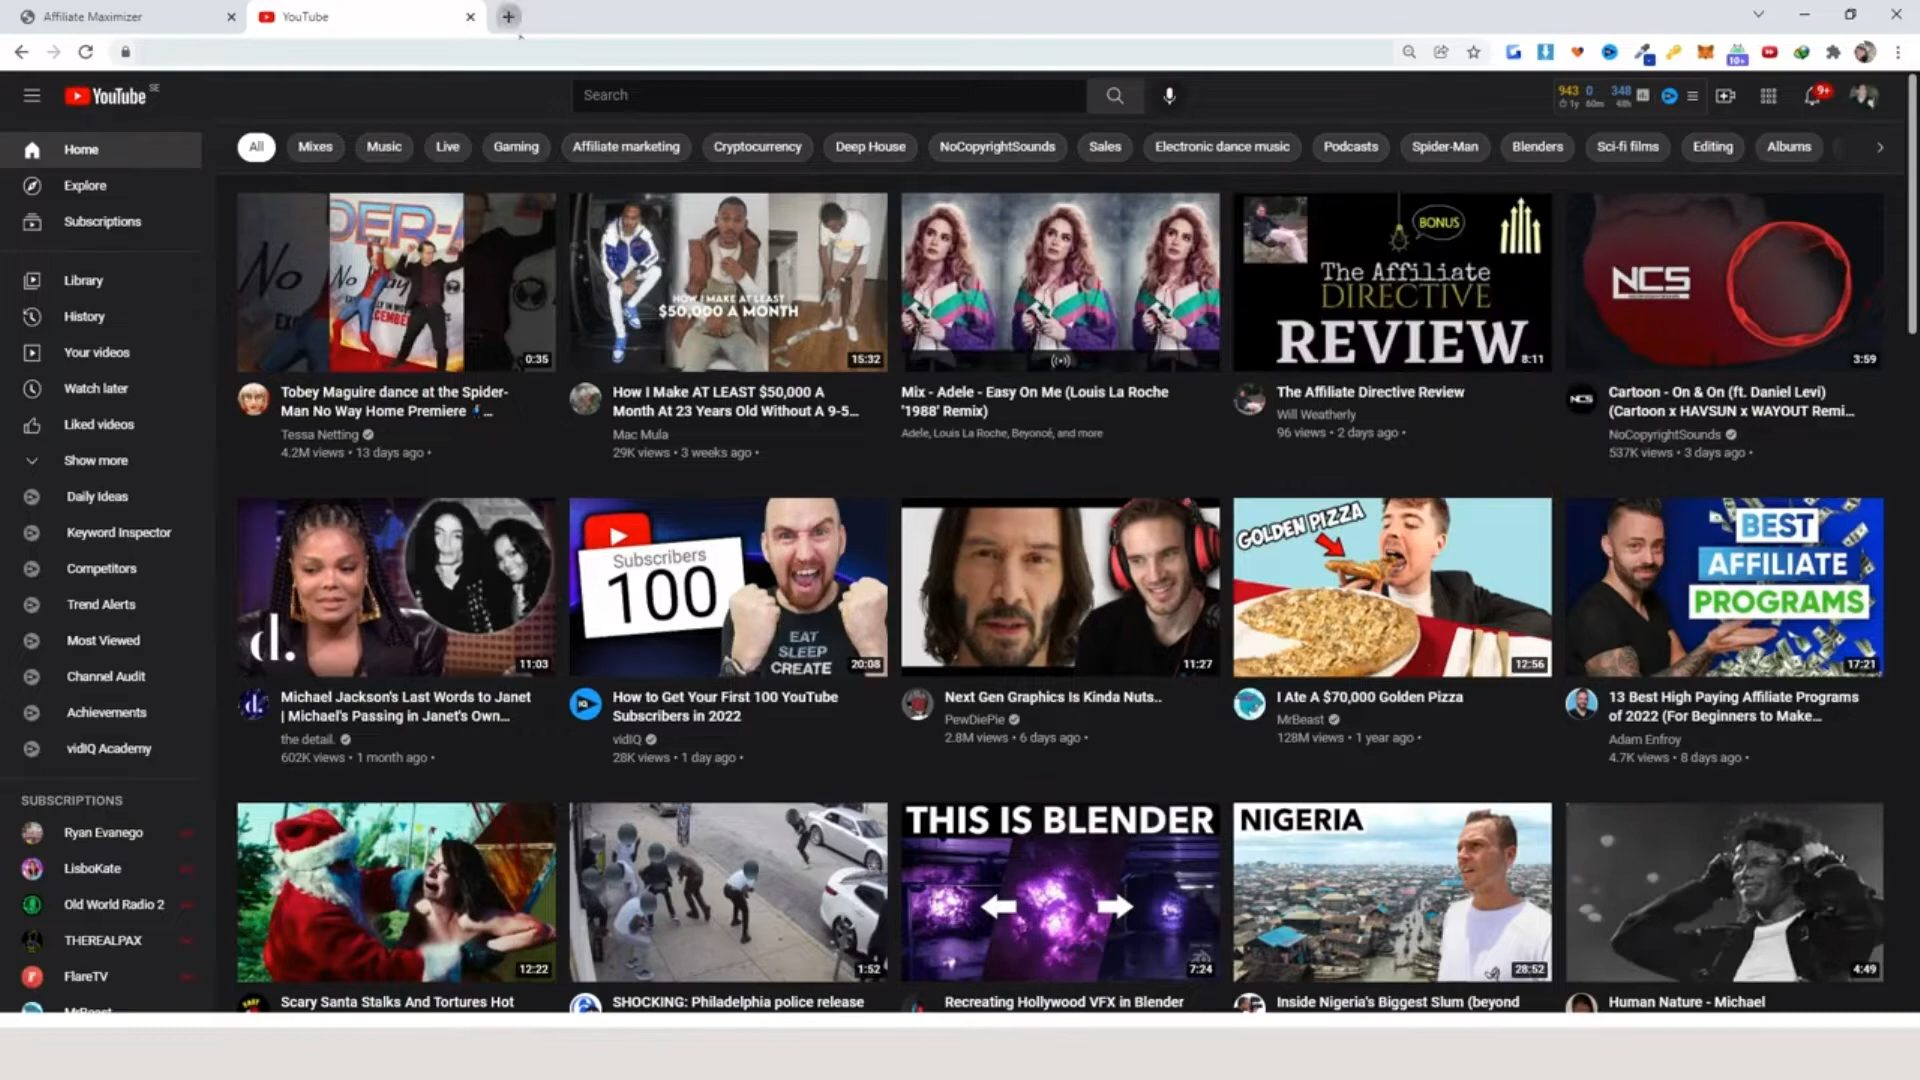 Affiliate Maximizer
YouTube
10+
YouTube SE
Search
943 0 348
1y 60m 48h
9+
Home
Explore
Subscriptions
Library
History
Your videos
Watch later
Liked videos
Show more
Daily Ideas
Keyword Inspector
Competitors
Trend Alerts
Most Viewed
Channel Audit
Achievements
vidIQ Academy
SUBSCRIPTIONS
Ryan Evanego
LisboKate
Old World Radio 2
THEREALPAX
FlareTV
MrBeast
All Mixes Music Live Gaming Affiliate marketing Cryptocurrency Deep House NoCopyrightSounds Sales Electronic dance music Podcasts Spider-Man Blenders Sci-fi films Editing Albums
DER-
No
No Way
0:35
Tobey Maguire dance at the Spider-
Man No Way Home Premiere 🕺...
Tessa Netting
4.2M views • 13 days ago •
HOW I MAKE AT LEAST
$50,000 A MONTH
15:32
How I Make AT LEAST $50,000 A
Month At 23 Years Old Without A 9-5...
Mac Mula
29K views • 3 weeks ago •
Mix - Adele - Easy On Me (Louis La Roche
'1988' Remix)
Adele, Louis La Roche, Beyoncé, and more
BONUS
The Affiliate
DIRECTIVE
REVIEW
8:11
The Affiliate Directive Review
Will Weatherly
96 views • 2 days ago •
NCS
3:59
NCS
Cartoon - On & On (ft. Daniel Levi)
(Cartoon x HAVSUN x WAYOUT Remi...
NoCopyrightSounds
537K views • 3 days ago •
d.
11:03
d.
Michael Jackson's Last Words to Janet
| Michael's Passing in Janet's Own...
the detail.
602K views • 1 month ago •
Subscribers
100
EAT
SLEEP
CREATE
20:08
IQ
How to Get Your First 100 YouTube
Subscribers in 2022
vidIQ
28K views • 1 day ago •
11:27
Next Gen Graphics Is Kinda Nuts..
PewDiePie
2.8M views • 6 days ago •
GOLDEN PIZZA
12:56
I Ate A $70,000 Golden Pizza
MrBeast
128M views • 1 year ago •
BEST
AFFILIATE
PROGRAMS
17:21
13 Best High Paying Affiliate Programs
of 2022 (For Beginners to Make...
Adam Enfroy
4.7K views • 8 days ago •
12:22
Scary Santa Stalks And Tortures Hot
1:52
SHOCKING: Philadelphia police release
THIS IS BLENDER
7:24
Recreating Hollywood VFX in Blender
NIGERIA
28:52
Inside Nigeria's Biggest Slum (beyond
4:49
Human Nature - Michael